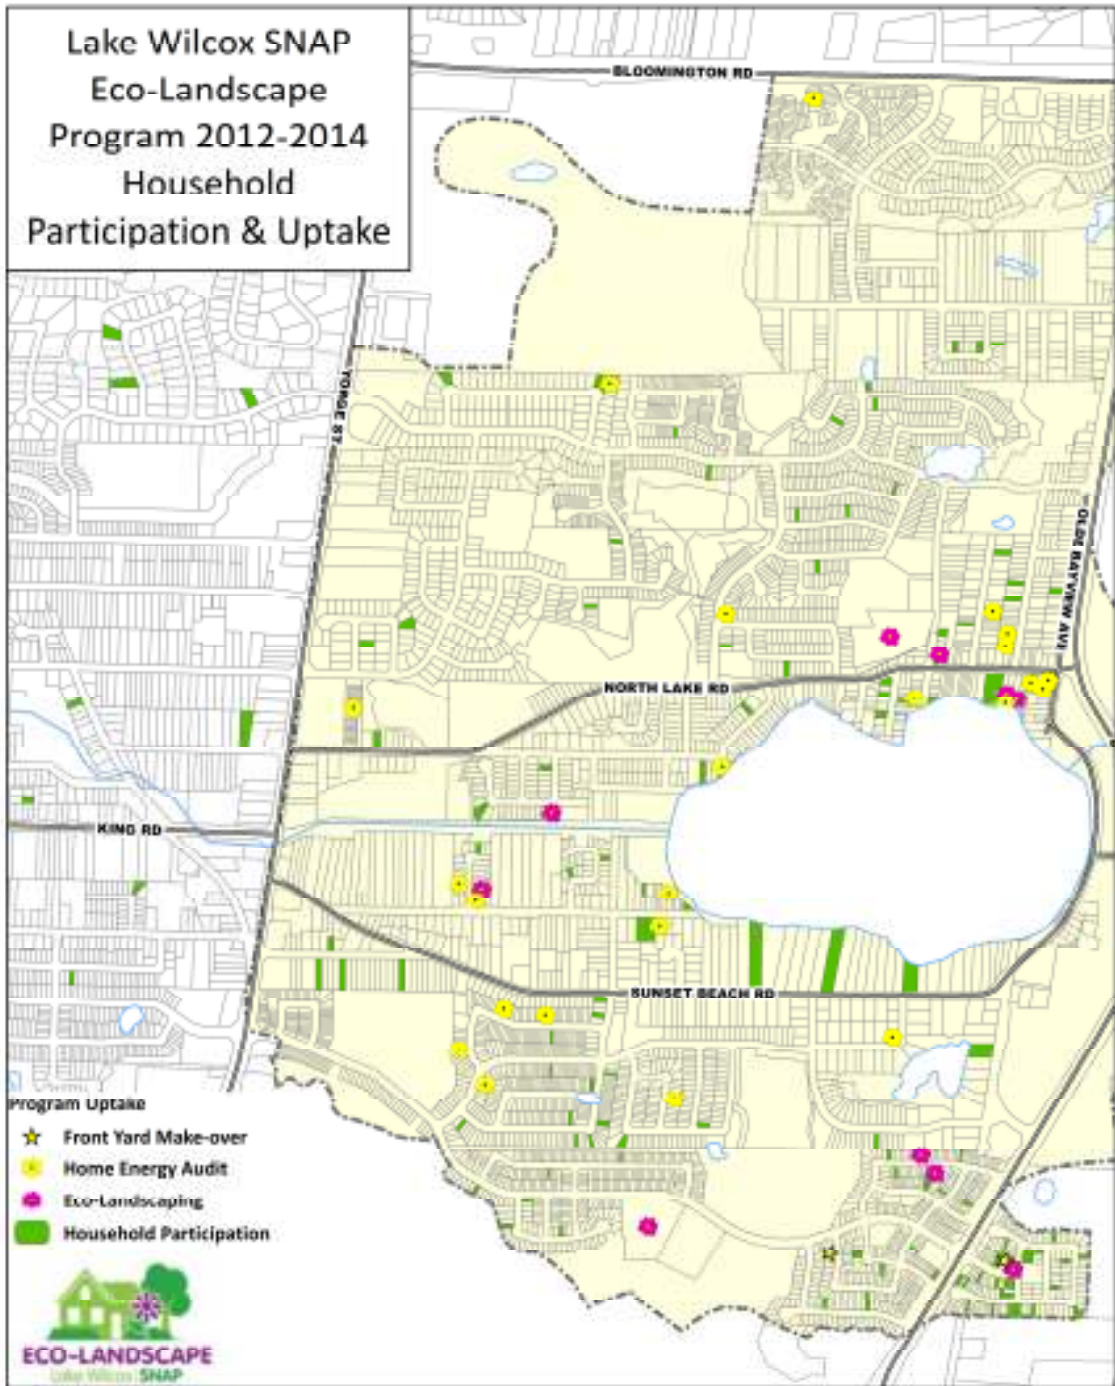 Lake Wilcox SNAP
Eco-Landscape
Program 2012-2014
Household
Participation & Uptake
BLOOMINGTON RD
YONGE ST
OLDE BAYVIEW AVE
NORTH LAKE RD
KING RD
SUNSET BEACH RD
Program Uptake
Front Yard Make-over
Home Energy Audit
Eco-Landscaping
Household Participation
ECO-LANDSCAPE
Lake Wilcox SNAP